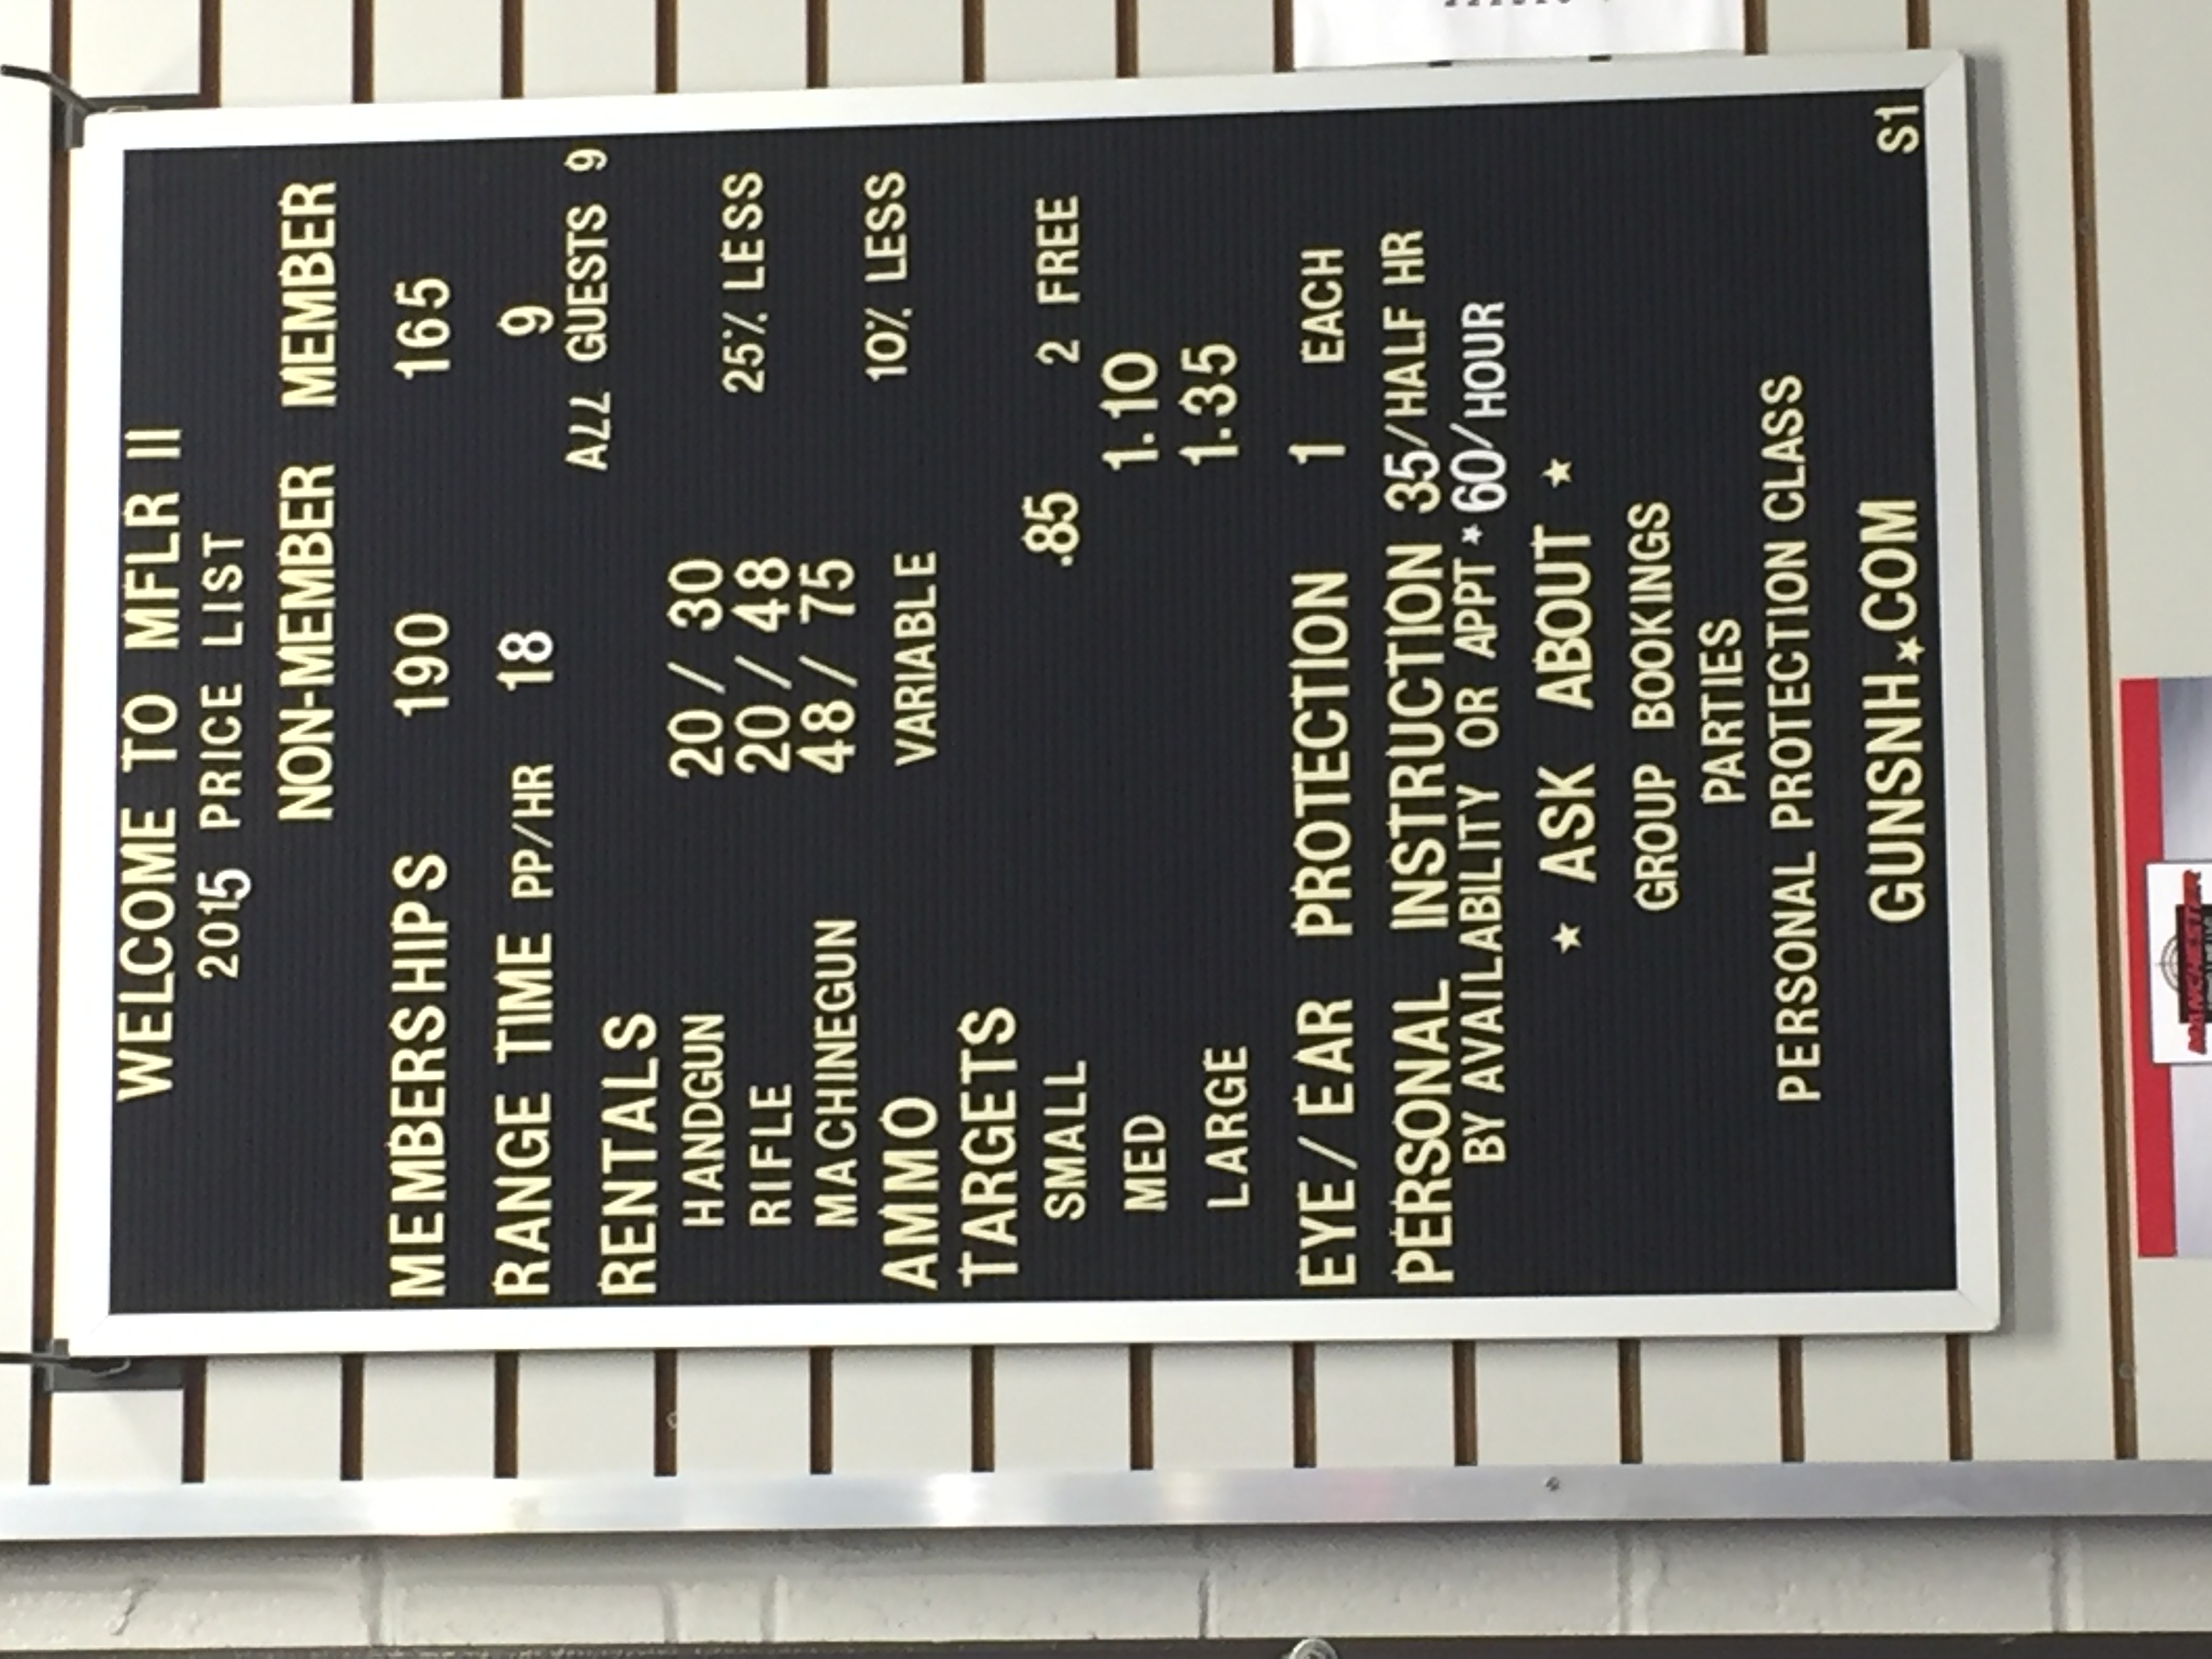 WELCOME TO MFLR II
2015 PRICE LIST
NON-MEMBER MEMBER
MEMBERSHIPS 190 165
RANGE TIME PP/HR 18 9
ALL GUESTS 9
RENTALS
HANDGUN 20 / 30 25% LESS
RIFLE 20 / 48
MACHINEGUN 48 / 75
AMMO VARIABLE 10% LESS
TARGETS
SMALL .85 2 FREE
MED 1.10
LARGE 1.35
EYE / EAR PROTECTION 1 EACH
PERSONAL INSTRUCTION 35/HALF HR
BY AVAILABILITY OR APPT ★ 60/HOUR
★ ASK ABOUT ★
GROUP BOOKINGS
PARTIES
PERSONAL PROTECTION CLASS
GUNSNH★COM
S1
MANCHESTER